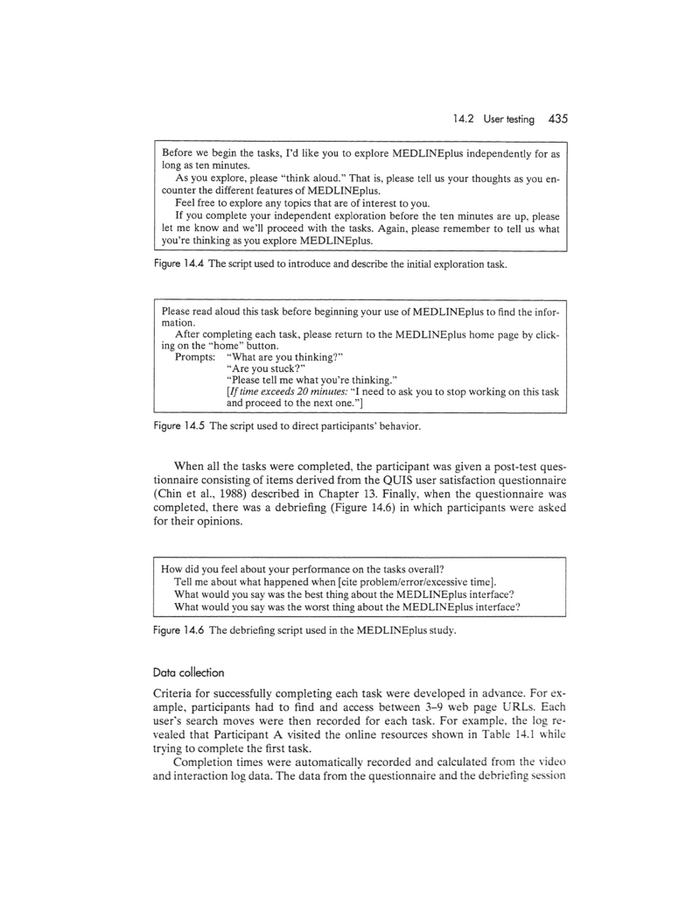 14.2 User testing 435
Before we begin the tasks, I'd like you to explore MEDLINEplus independently for as
long as ten minutes.
As you explore, please "think aloud." That is, please tell us your thoughts as you en-
counter the different features of MEDLINEplus.
Feel free to explore any topics that are of interest to you.
If you complete your independent exploration before the ten minutes are up, please
let me know and we'll proceed with the tasks. Again, please remember to tell us what
you're thinking as you explore MEDLINEplus.
Figure 14.4 The script used to introduce and describe the initial exploration task.
Please read aloud this task before beginning your use of MEDLINEplus to find the infor-
mation.
After completing each task, please return to the MEDLINEplus home page by click-
ing on the "home" button.
Prompts: "What are you thinking?"
"Are you stuck?"
"Please tell me what you're thinking."
[If time exceeds 20 minutes: "I need to ask you to stop working on this task
and proceed to the next one."]
Figure 14.5 The script used to direct participants' behavior.
When all the tasks were completed, the participant was given a post-test ques-
tionnaire consisting of items derived from the QUIS user satisfaction questionnaire
(Chin et al., 1988) described in Chapter 13. Finally, when the questionnaire was
completed, there was a debriefing (Figure 14.6) in which participants were asked
for their opinions.
How did you feel about your performance on the tasks overall?
Tell me about what happened when [cite problem/error/excessive time].
What would you say was the best thing about the MEDLINEplus interface?
What would you say was the worst thing about the MEDLINEplus interface?
Figure 14.6 The debriefing script used in the MEDLINEplus study.
Data collection
Criteria for successfully completing each task were developed in advance. For ex-
ample, participants had to find and access between 3–9 web page URLs. Each
user's search moves were then recorded for each task. For example, the log re-
vealed that Participant A visited the online resources shown in Table 14.1 while
trying to complete the first task.
Completion times were automatically recorded and calculated from the video
and interaction log data. The data from the questionnaire and the debriefing session